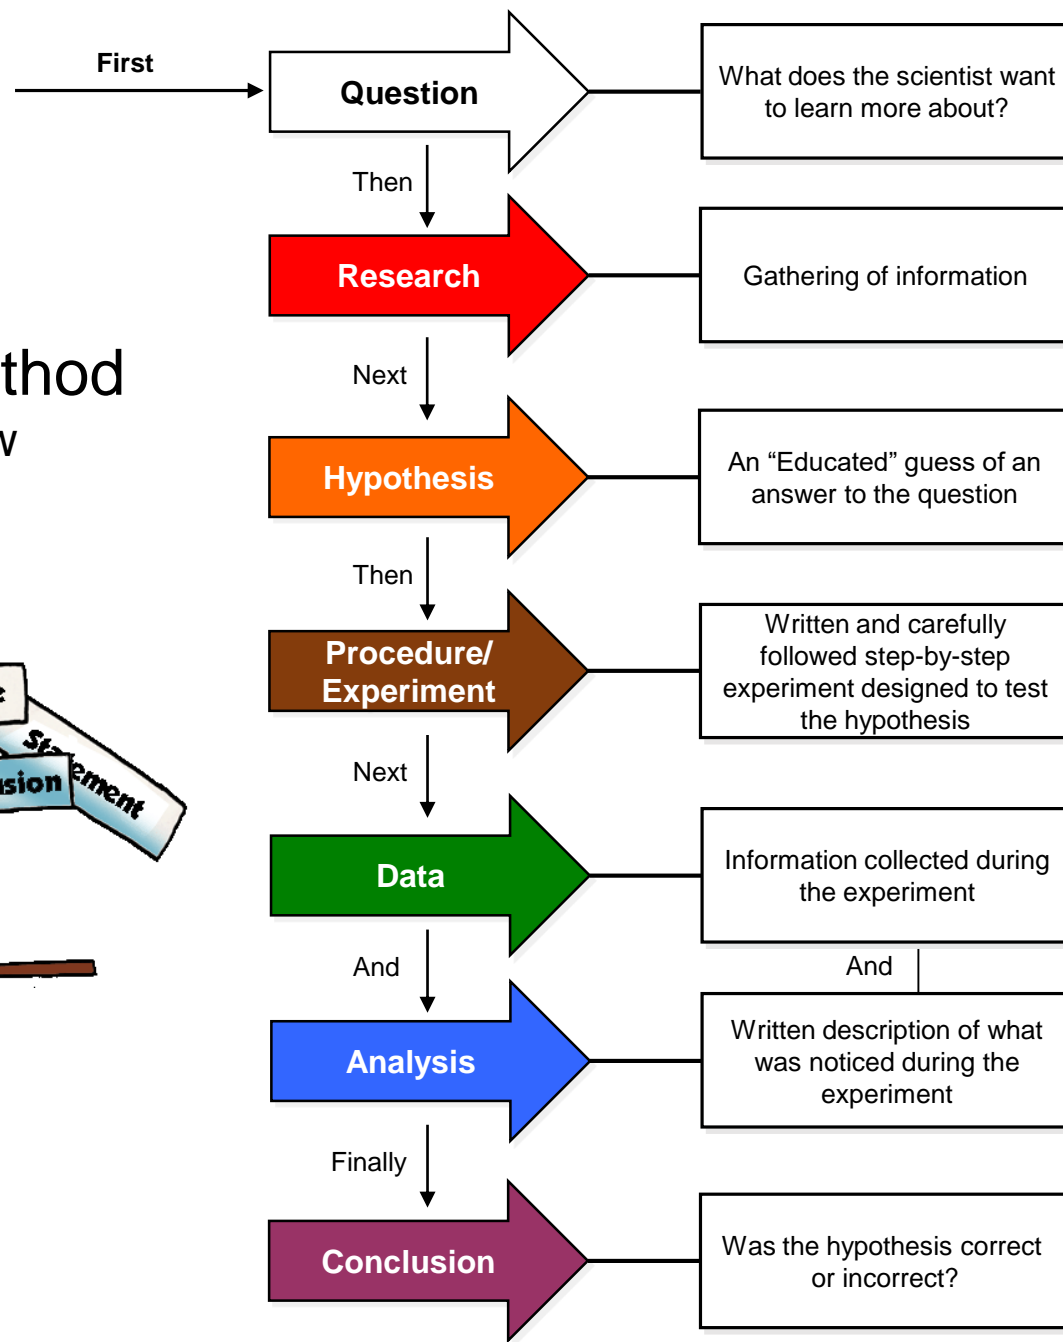 First
Question
What does the scientist want
to learn more about?
Then
Research
Gathering of information
Next
thod
w
Hypothesis
An “Educated” guess of an
answer to the question
Then
Procedure/
Experiment
Written and carefully
followed step-by-step
experiment designed to test
the hypothesis
e
Statement
usion
Next
Data
Information collected during
the experiment
And
And
Analysis
Written description of what
was noticed during the
experiment
Finally
Conclusion
Was the hypothesis correct
or incorrect?